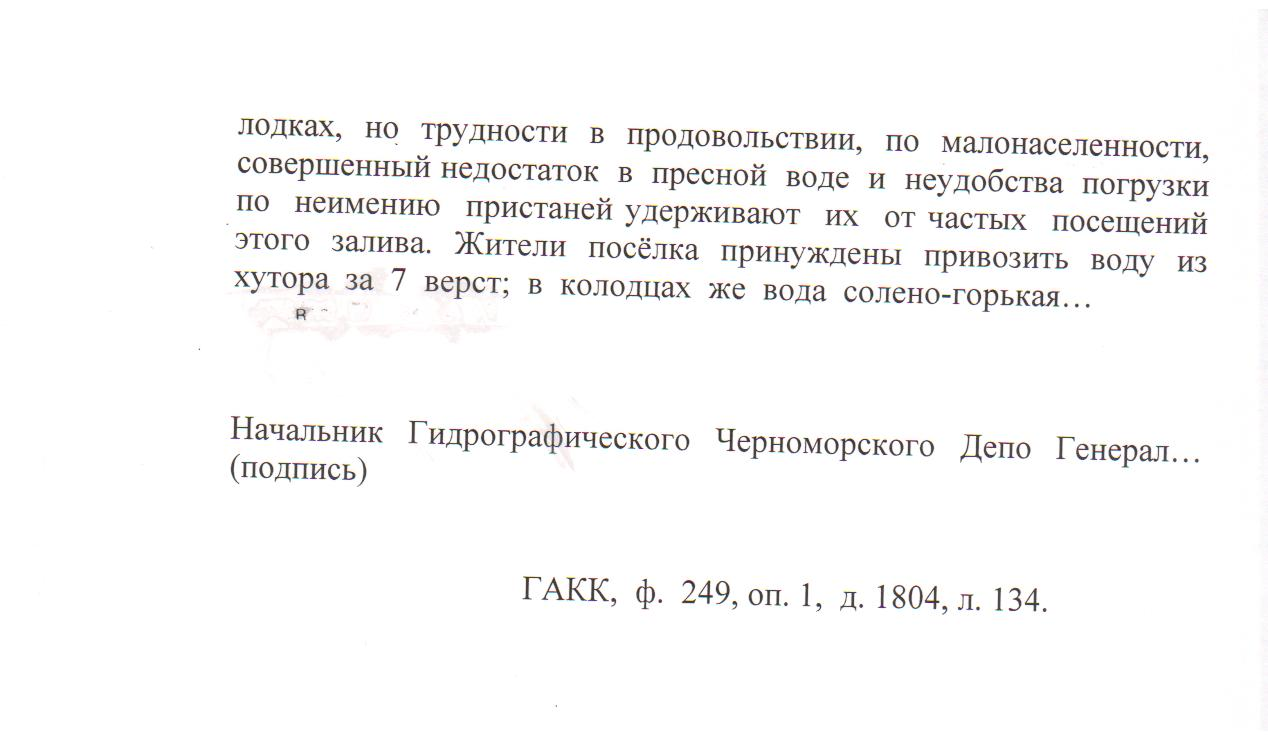 лодках, но трудности в продовольствии, по малонаселенности,
совершенный недостаток в пресной воде и неудобства погрузки
по неимению пристаней удерживают их от частых посещений
этого залива. Жители посёлка принуждены привозить воду из
хутора за 7 верст; в колодцах же вода солено-горькая…
Начальник Гидрографического Черноморского Депо Генерал…
(подпись)
ГАКК, ф. 249, оп. 1, д. 1804, л. 134.